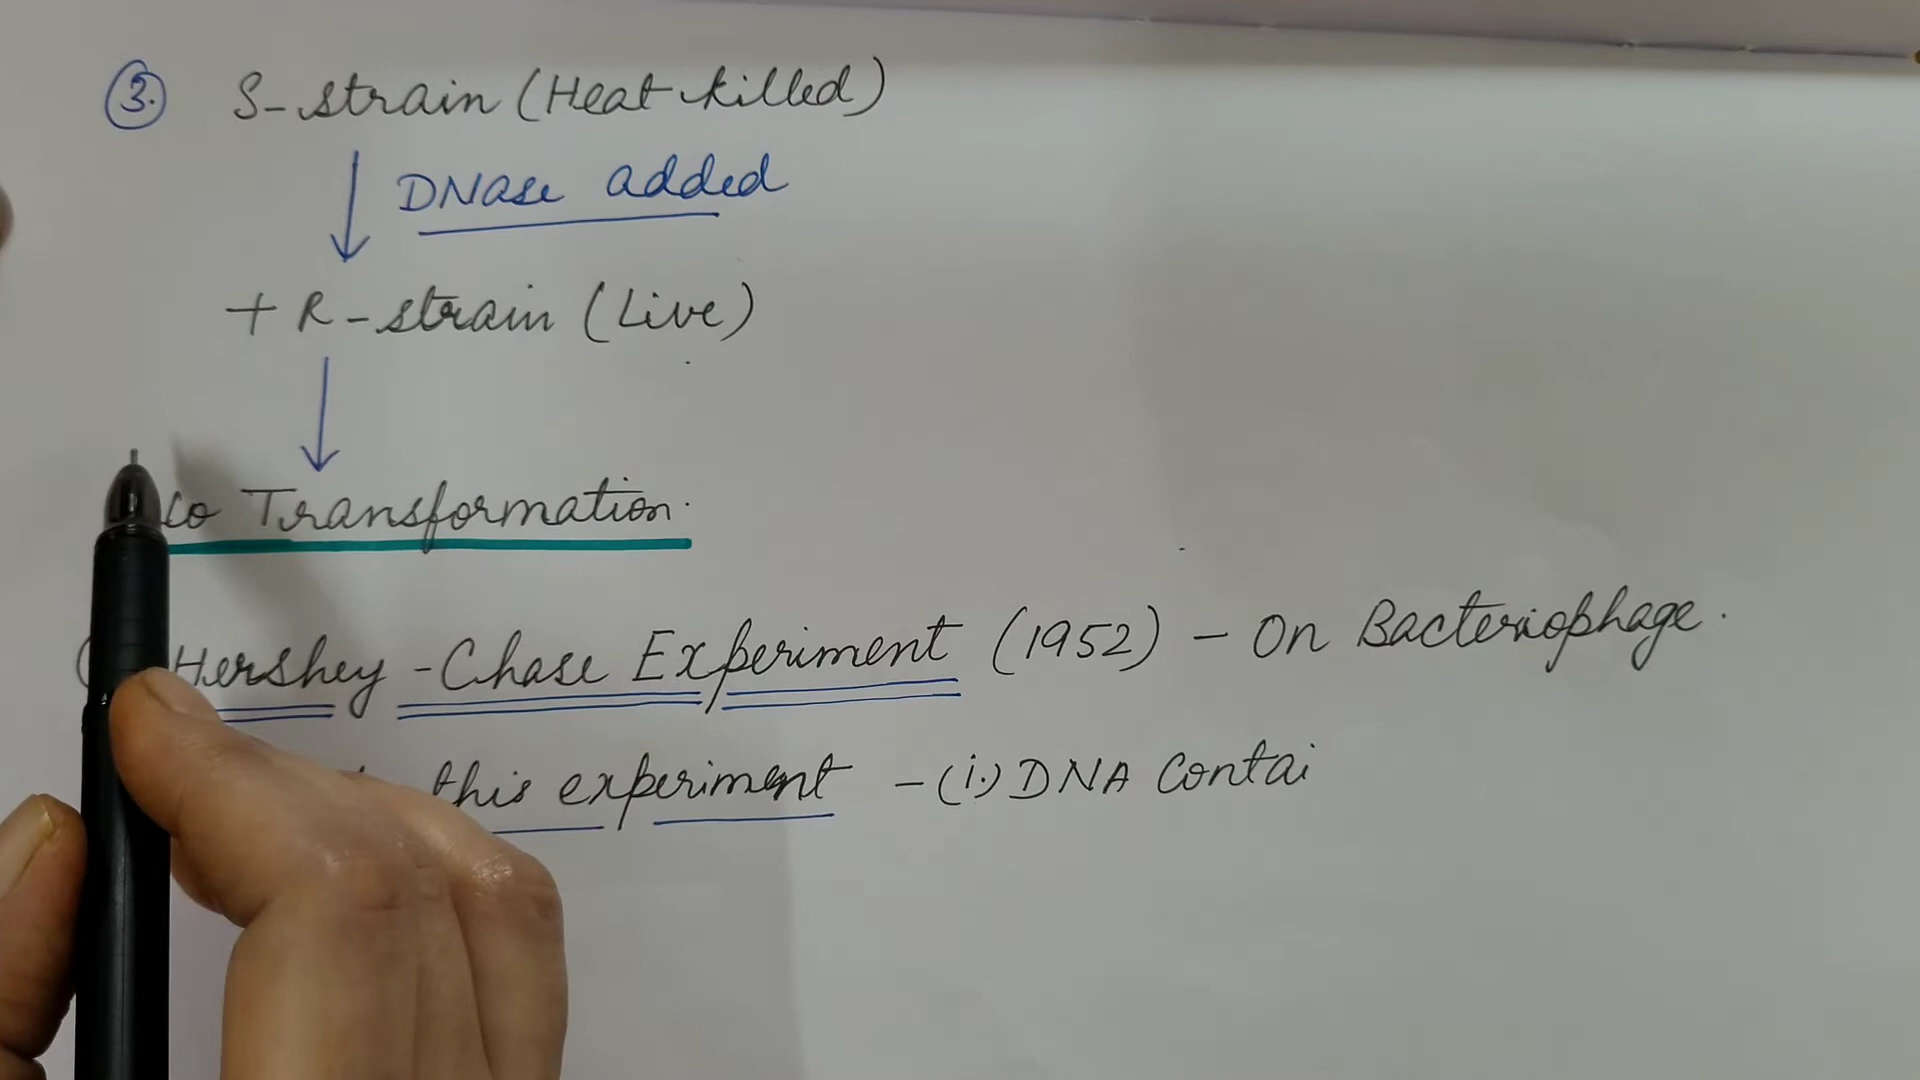 3. S-strain (Heat-killed)
DNase added
+ R-strain (Live)
Transformation.
Hershey-Chase Experiment (1952) - On Bacteriophage.
this experiment - (i.) DNA Contai